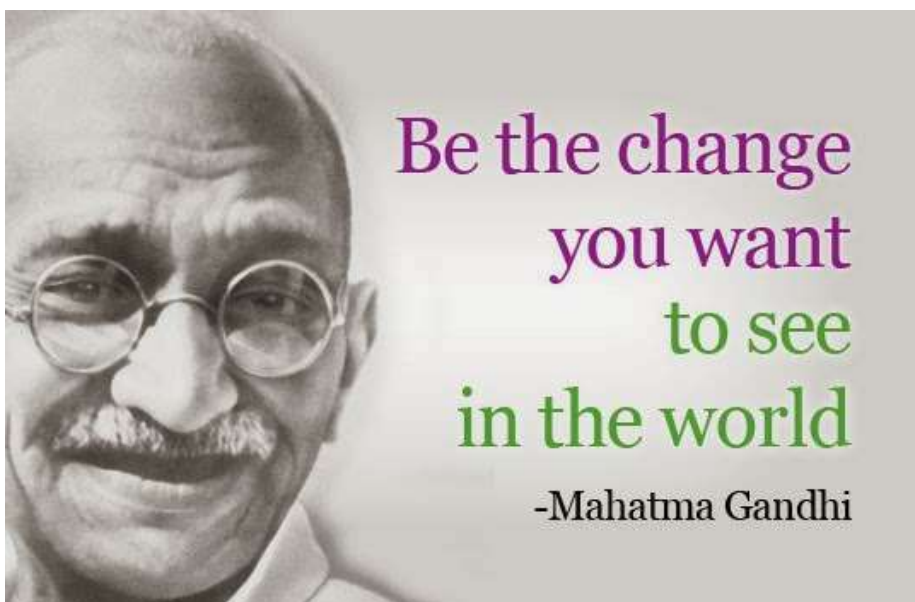 Be the change
you want
to see
in the world
-Mahatma Gandhi